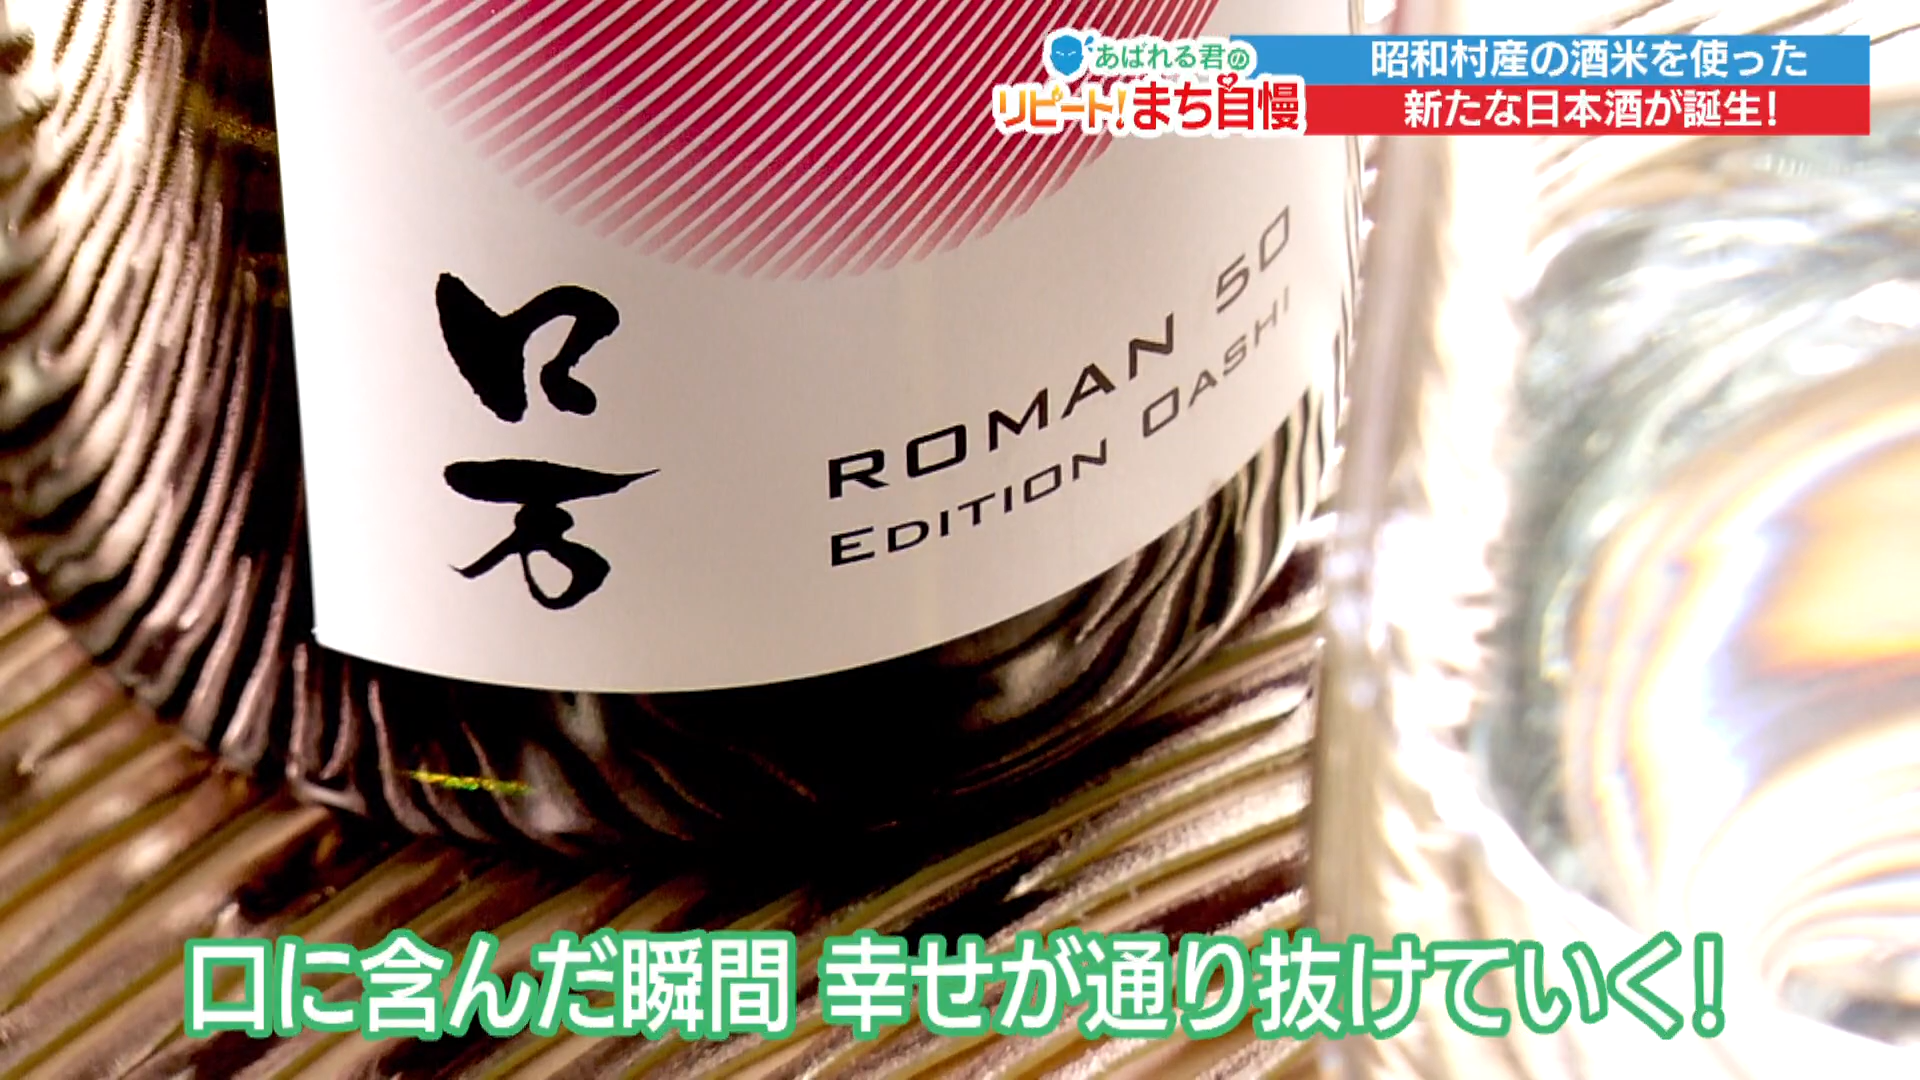 あばれる君の
リピート!まち自慢
昭和村産の酒米を使った
新たな日本酒が誕生!
口万
ROMAN 50
EDITION OASHI
口に含んだ瞬間 幸せが通り抜けていく!